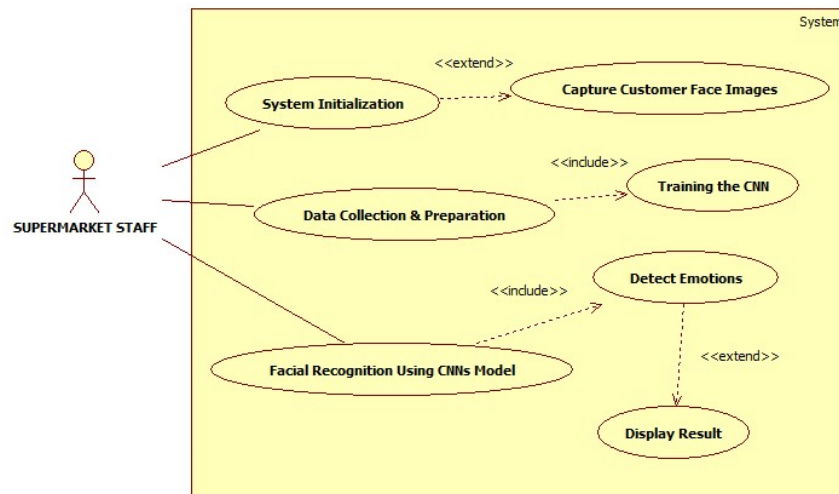 System
<<extend>>
System Initialization
Capture Customer Face Images
<<include>>
Training the CNN
SUPERMARKET STAFF
Data Collection & Preparation
Detect Emotions
<<include>>
<<extend>>
Facial Recognition Using CNNs Model
Display Result